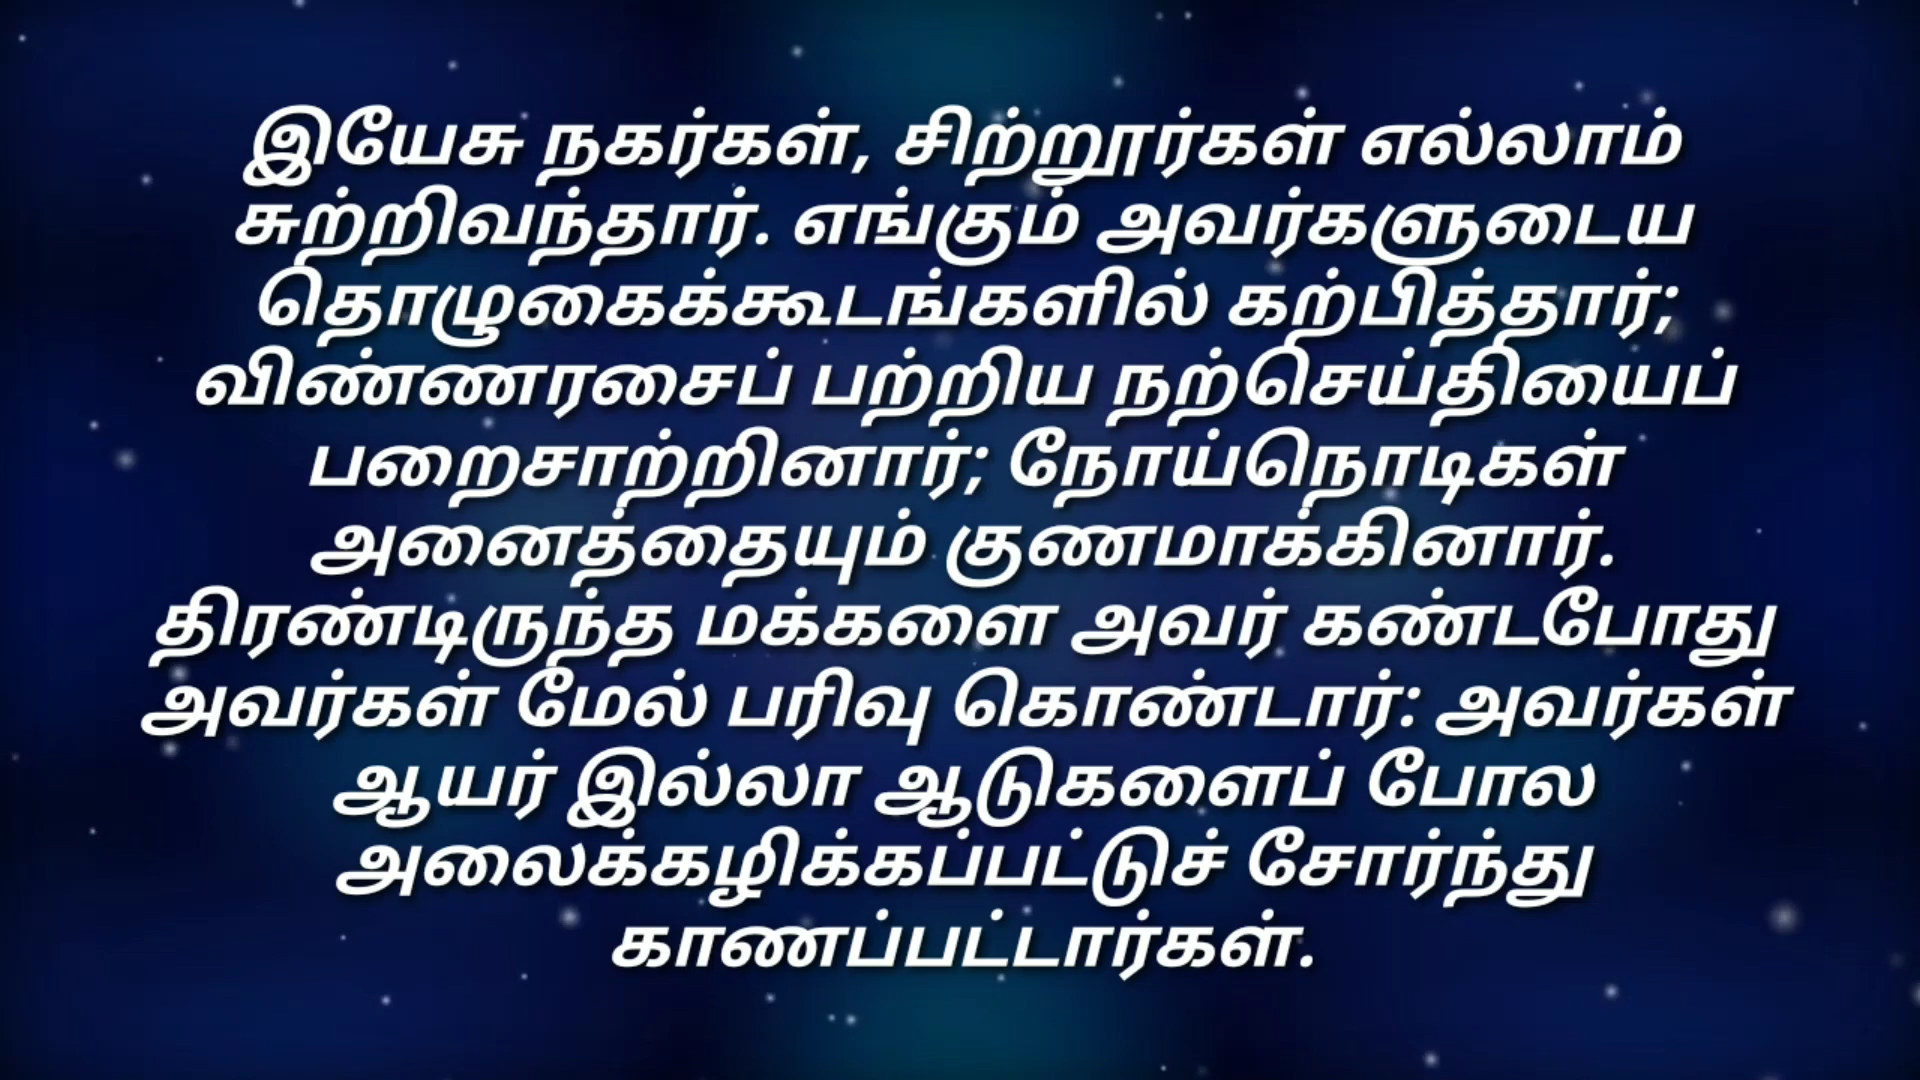 இயேசு நகர்கள், சிற்றூர்கள் எல்லாம்
சுற்றிவந்தார். எங்கும் அவர்களுடைய
தொழுகைக்கூடங்களில் கற்பித்தார்;
விண்ணரசைப் பற்றிய நற்செய்தியைப்
பறைசாற்றினார்; நோய்நொடிகள்
அனைத்தையும் குணமாக்கினார்.
திரண்டிருந்த மக்களை அவர் கண்டபோது
அவர்கள் மேல் பரிவு கொண்டார்: அவர்கள்
ஆயர் இல்லா ஆடுகளைப் போல
அலைக்கழிக்கப்பட்டுச் சோர்ந்து
காணப்பட்டார்கள்.